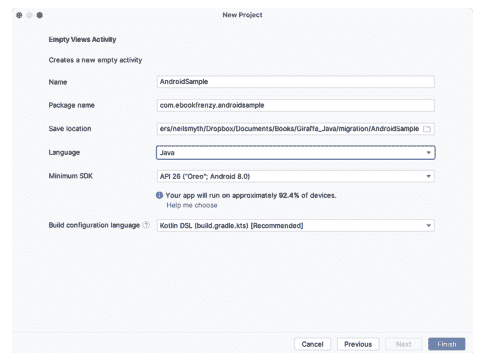 New Project
Empty Views Activity
Creates a new empty activity
Name AndroidSample
Package name com.ebookfrenzy.androidsample
Save location ers/neilsmyth/Dropbox/Documents/Books/Giraffe_Java/migration/AndroidSample
Language Java
Minimum SDK API 26 ("Oreo"; Android 8.0)
Your app will run on approximately 92.4% of devices.
Help me choose
Build configuration language ? Kotlin DSL (build.gradle.kts) [Recommended]
Cancel Previous Next Finish